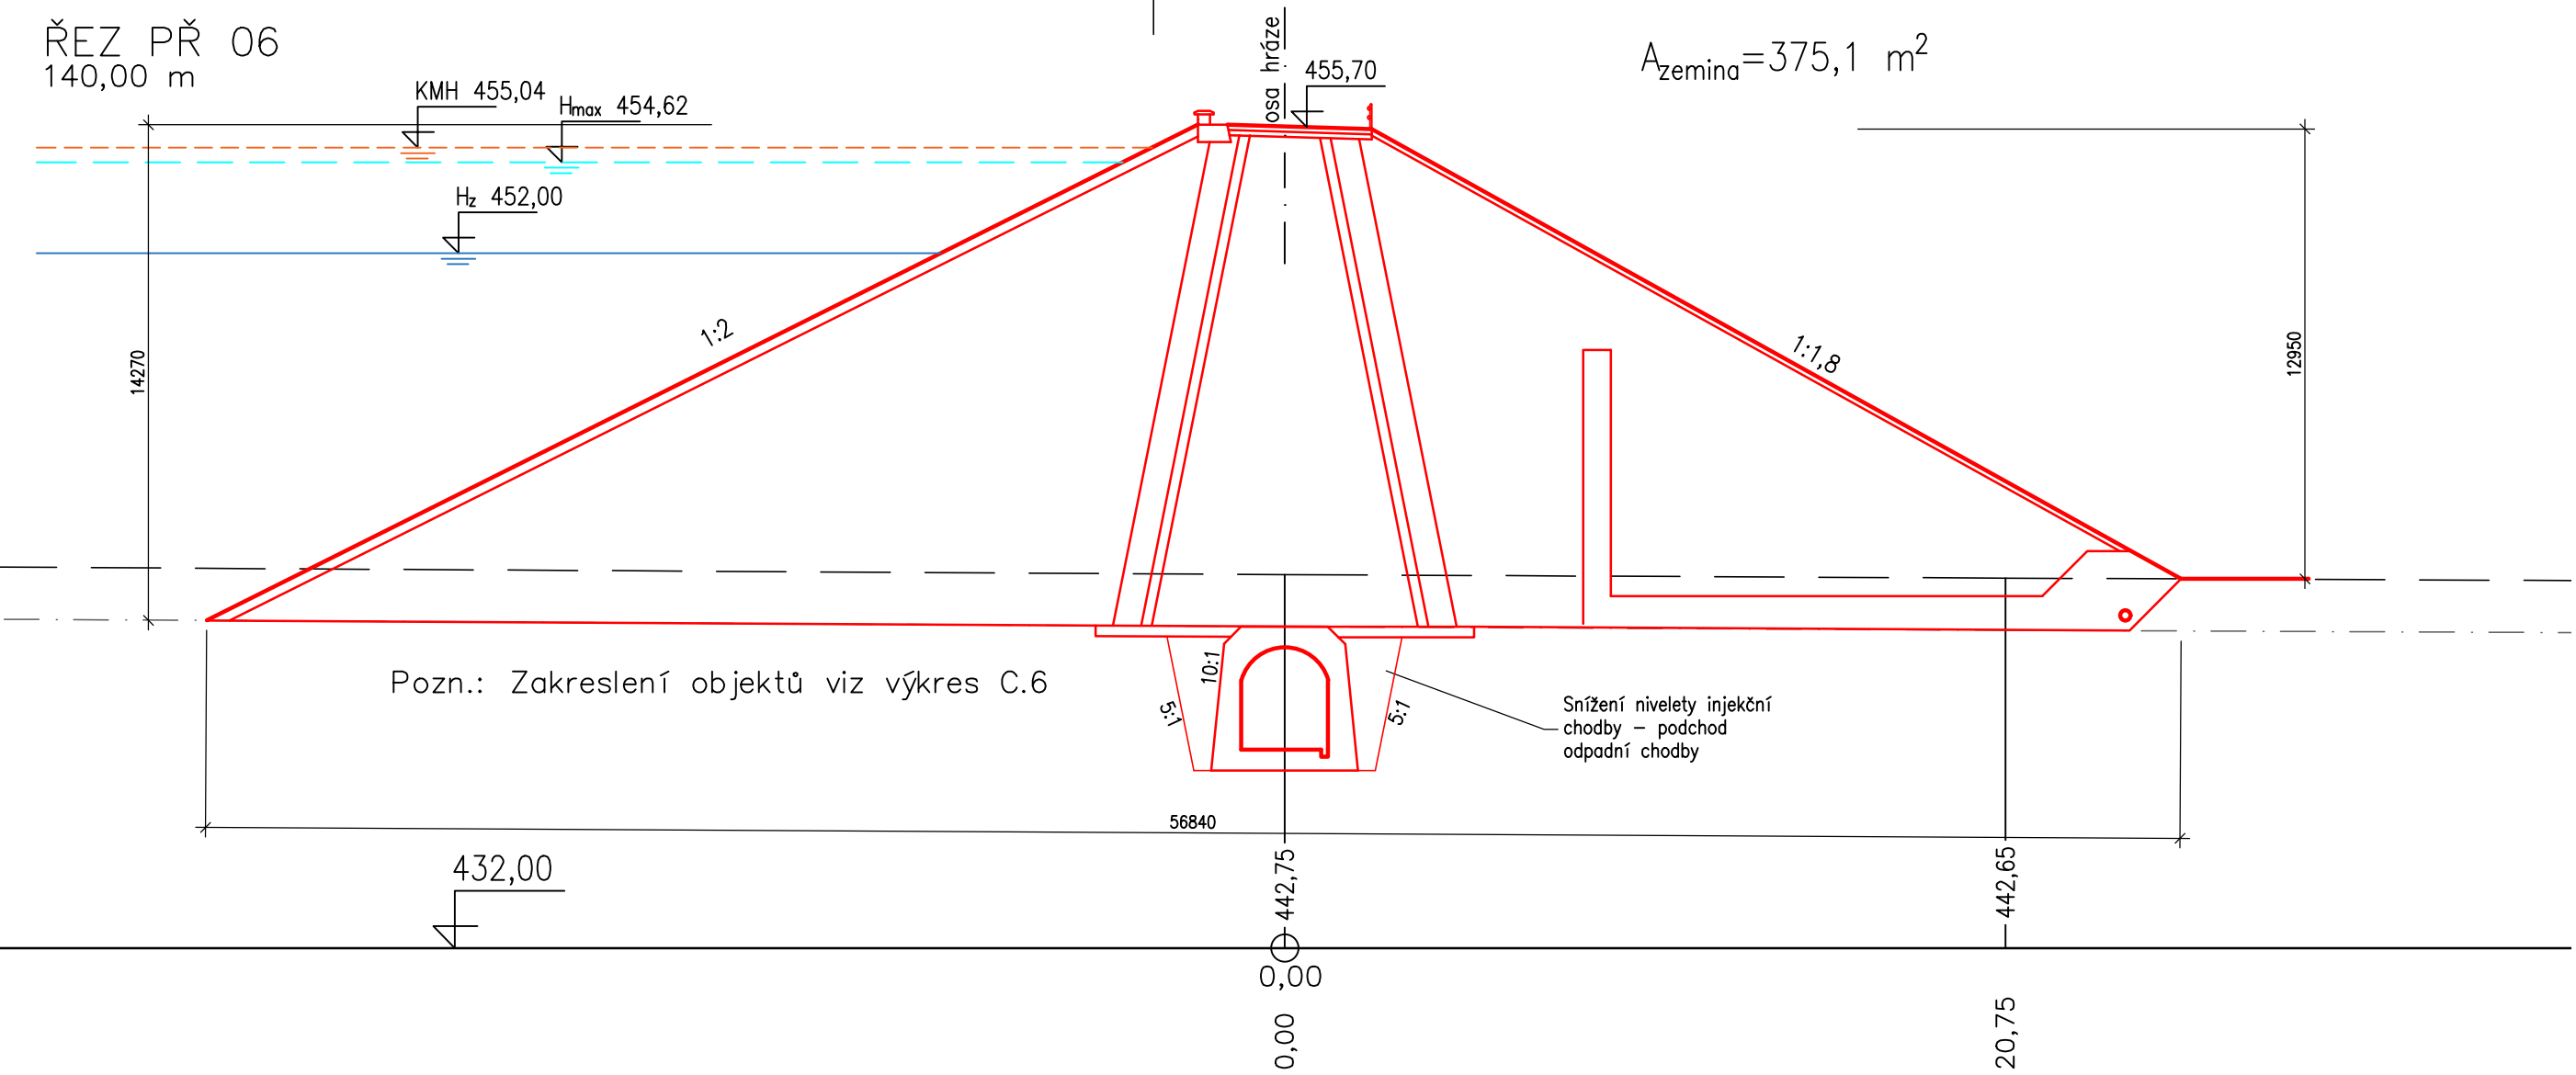 ŘEZ PŘ 06
140,00 m
KMH 455,04
Hmax 454,62
Hz 452,00
osa hráze
455,70
Azemina=375,1 m²
14270
1:2
1:1,8
12950
Pozn.: Zakreslení objektů viz výkres C.6
5:1
10:1
5:1
Snížení nivelety injekční
chodby – podchod
odpadní chodby
56840
432,00
442,75
442,65
0,00
0,00
20,75